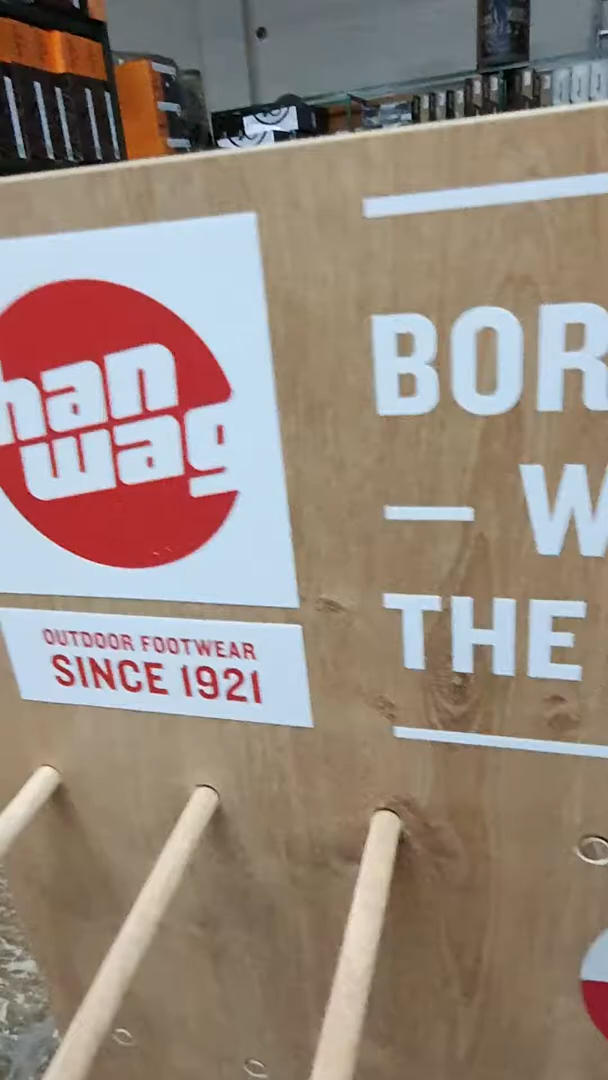 han
wag
OUTDOOR FOOTWEAR
SINCE 1921
BOR
— W
THE